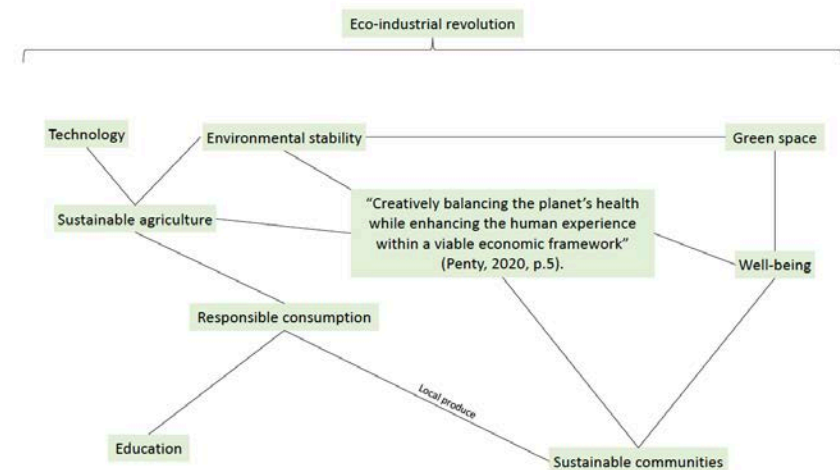 Eco-industrial revolution
Technology
Environmental stability
Green space
Sustainable agriculture
“Creatively balancing the planet’s health
while enhancing the human experience
within a viable economic framework”
(Penty, 2020, p.5).
Well-being
Responsible consumption
Local produce
Education
Sustainable communities